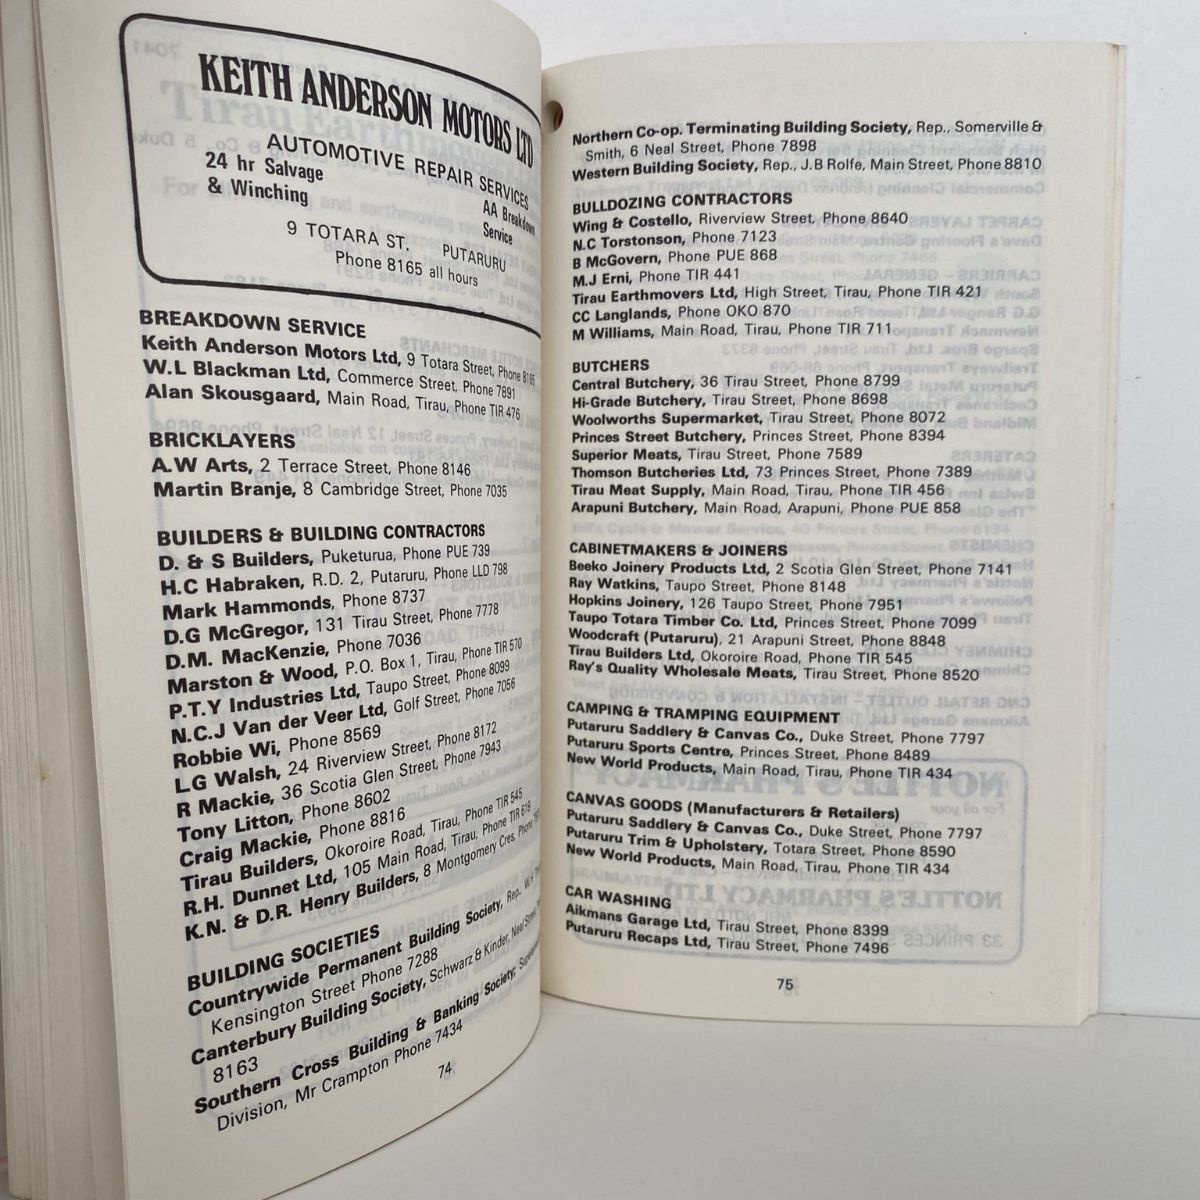 KEITH ANDERSON MOTORS LTD
AUTOMOTIVE REPAIR SERVICES
24 hr Salvage
& Winching
AA Breakdown
Service
9 TOTARA ST. PUTARURU
Phone 8165 all hours
BREAKDOWN SERVICE
Keith Anderson Motors Ltd, 9 Totara Street, Phone 8165
W.L Blackman Ltd, Commerce Street, Phone 7891
Alan Skousgaard, Main Road, Tirau, Phone TIR 476
BRICKLAYERS
A.W Arts, 2 Terrace Street, Phone 8146
Martin Branje, 8 Cambridge Street, Phone 7035
BUILDERS & BUILDING CONTRACTORS
D. & S Builders, Puketurua, Phone PUE 739
H.C Habraken, R.D. 2, Putaruru, Phone LLD 798
Mark Hammonds, Phone 8737
D.G McGregor, 131 Tirau Street, Phone 7778
D.M. MacKenzie, Phone 7036
Marston & Wood, P.O. Box 1, Tirau, Phone TIR 570
P.T.Y Industries Ltd, Taupo Street, Phone 8099
N.C.J Van der Veer Ltd, Golf Street, Phone 7056
Robbie Wi, Phone 8569
L.G Walsh, 24 Riverview Street, Phone 8172
R Mackie, 36 Scotia Glen Street, Phone 7943
Tony Litton, Phone 8602
Craig Mackie, Phone 8816
Tirau Builders, Okoroire Road, Tirau, Phone TIR 545
R.H. Dunnet Ltd, 105 Main Road, Tirau, Phone TIR 619
K.N. & D.R. Henry Builders, 8 Montgomery Cres, Phone
BUILDING SOCIETIES
Countrywide Permanent Building Society, Rep., W.H
Kensington Street Phone 7288
Canterbury Building Society, Schwarz & Kinder, Neal Street,
8163
Southern Cross Building & Banking Society,
Division, Mr Crampton Phone 7434
74
Northern Co-op. Terminating Building Society, Rep., Somerville &
Smith, 6 Neal Street, Phone 7898
Western Building Society, Rep., J.B Rolfe, Main Street, Phone 8810
BULLDOZING CONTRACTORS
Wing & Costello, Riverview Street, Phone 8640
N.C Torstonson, Phone 7123
B McGovern, Phone PUE 868
M.J Erni, Phone TIR 441
Tirau Earthmovers Ltd, High Street, Tirau, Phone TIR 421
CC Langlands, Phone OKO 870
M Williams, Main Road, Tirau, Phone TIR 711
BUTCHERS
Central Butchery, 36 Tirau Street, Phone 8799
Hi-Grade Butchery, Tirau Street, Phone 8698
Woolworths Supermarket, Tirau Street, Phone 8072
Princes Street Butchery, Princes Street, Phone 8394
Superior Meats, Tirau Street, Phone 7589
Thomson Butcheries Ltd, 73 Princes Street, Phone 7389
Tirau Meat Supply, Main Road, Tirau, Phone TIR 456
Arapuni Butchery, Main Road, Arapuni, Phone PUE 858
CABINETMAKERS & JOINERS
Beeko Joinery Products Ltd, 2 Scotia Glen Street, Phone 7141
Ray Watkins, Taupo Street, Phone 8148
Hopkins Joinery, 126 Taupo Street, Phone 7951
Taupo Totara Timber Co. Ltd, Princes Street, Phone 7099
Woodcraft (Putaruru), 21 Arapuni Street, Phone 8848
Tirau Builders Ltd, Okoroire Road, Phone TIR 545
Ray's Quality Wholesale Meats, Tirau Street, Phone 8520
CAMPING & TRAMPING EQUIPMENT
Putaruru Saddlery & Canvas Co., Duke Street, Phone 7797
Putaruru Sports Centre, Princes Street, Phone 8489
New World Products, Main Road, Tirau, Phone TIR 434
CANVAS GOODS (Manufacturers & Retailers)
Putaruru Saddlery & Canvas Co., Duke Street, Phone 7797
Putaruru Trim & Upholstery, Totara Street, Phone 8590
New World Products, Main Road, Tirau, Phone TIR 434
CAR WASHING
Aikmans Garage Ltd, Tirau Street, Phone 8399
Putaruru Recaps Ltd, Tirau Street, Phone 7496
75